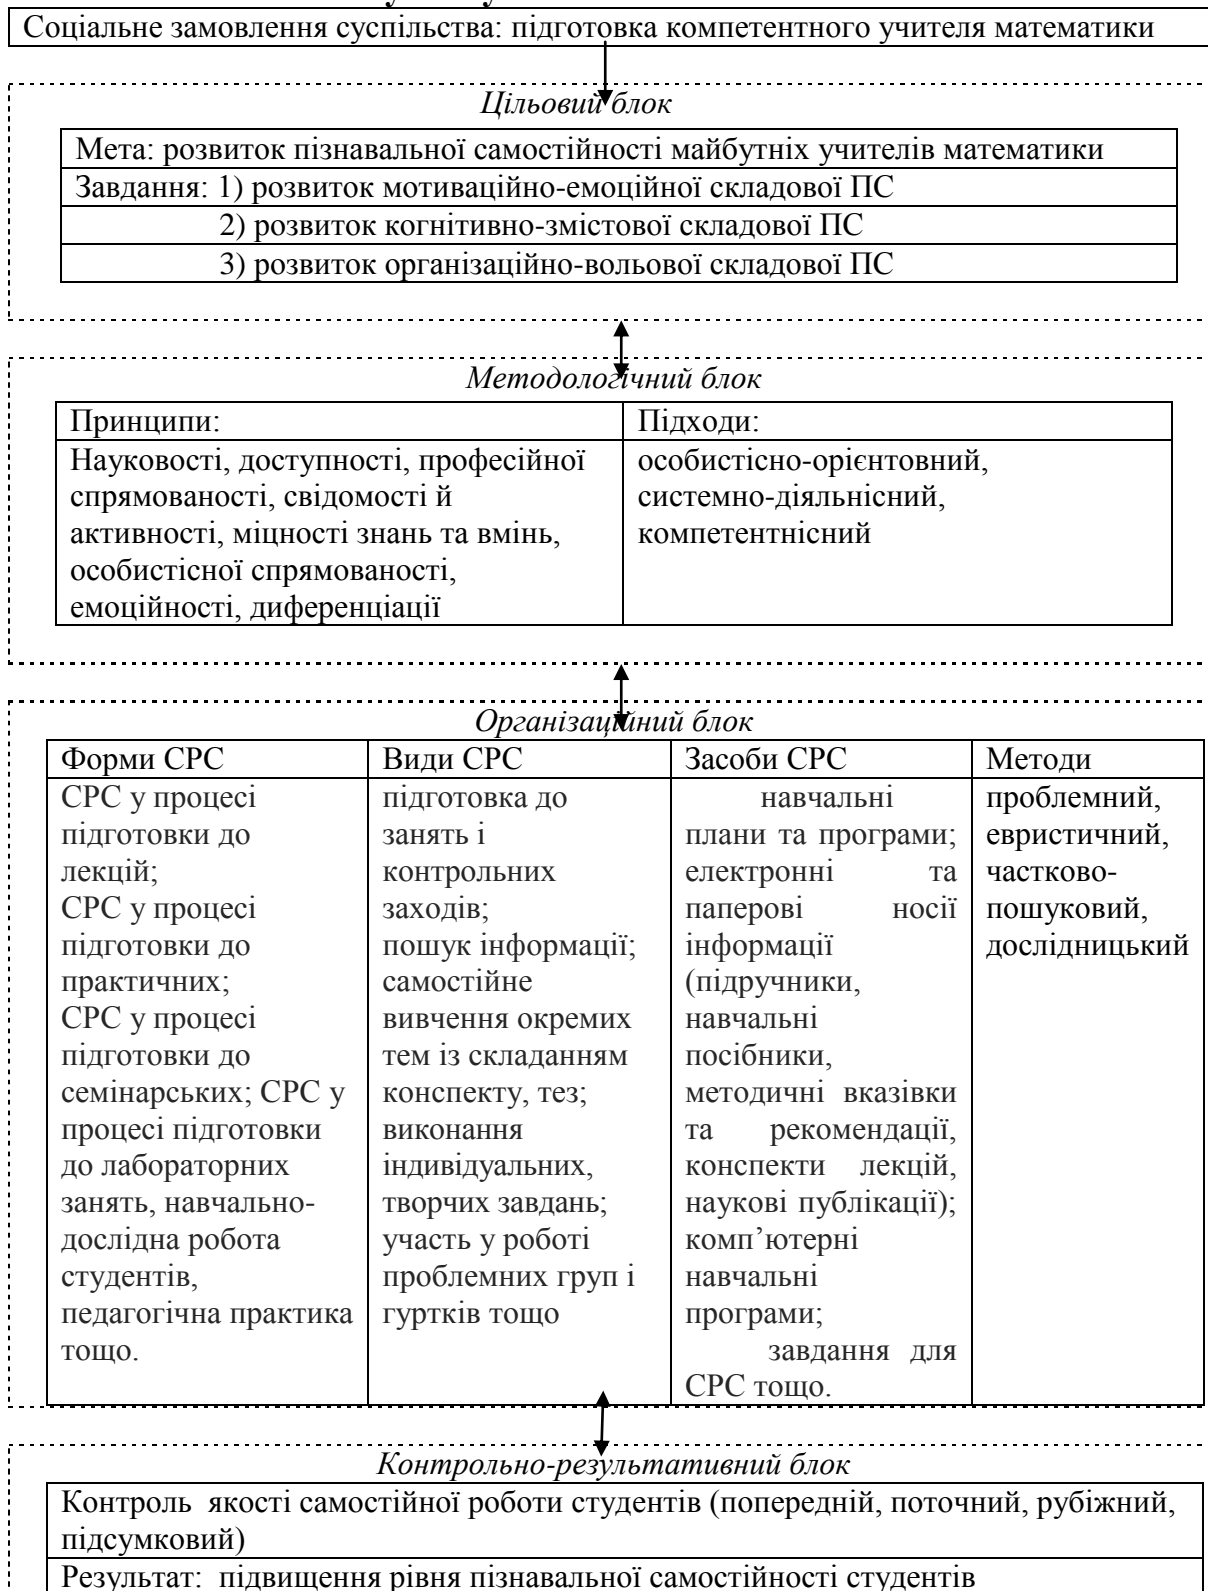 Соціальне замовлення суспільства: підготовка компетентного учителя математики
Цільовий блок
Мета: розвиток пізнавальної самостійності майбутніх учителів математики
Завдання: 1) розвиток мотиваційно-емоційної складової ПС
2) розвиток когнітивно-змістової складової ПС
3) розвиток організаційно-вольової складової ПС
Методологічний блок
Принципи:
Науковості, доступності, професійної
спрямованості, свідомості й
активності, міцності знань та вмінь,
особистісної спрямованості,
емоційності, диференціації
Підходи:
особистісно-орієнтовний,
системно-діяльнісний,
компетентнісний
Організаційний блок
Форми СРС
СРС у процесі
підготовки до
лекцій;
СРС у процесі
підготовки до
практичних;
СРС у процесі
підготовки до
семінарських; СРС у
процесі підготовки
до лабораторних
занять, навчально-
дослідна робота
студентів,
педагогічна практика
тощо.
Види СРС
підготовка до
занять і
контрольних
заходів;
пошук інформації;
самостійне
вивчення окремих
тем із складанням
конспекту, тез;
виконання
індивідуальних,
творчих завдань;
участь у роботі
проблемних груп і
гуртків тощо
Засоби СРС
навчальні
плани та програми;
електронні та
паперові носії
інформації
(підручники,
навчальні
посібники,
методичні вказівки
та рекомендації,
конспекти лекцій,
наукові публікації);
комп’ютерні
навчальні
програми;
завдання для
СРС тощо.
Методи
проблемний,
евристичний,
частково-
пошуковий,
дослідницький
Контрольно-результативний блок
Контроль якості самостійної роботи студентів (попередній, поточний, рубіжний,
підсумковий)
Результат: підвищення рівня пізнавальної самостійності студентів